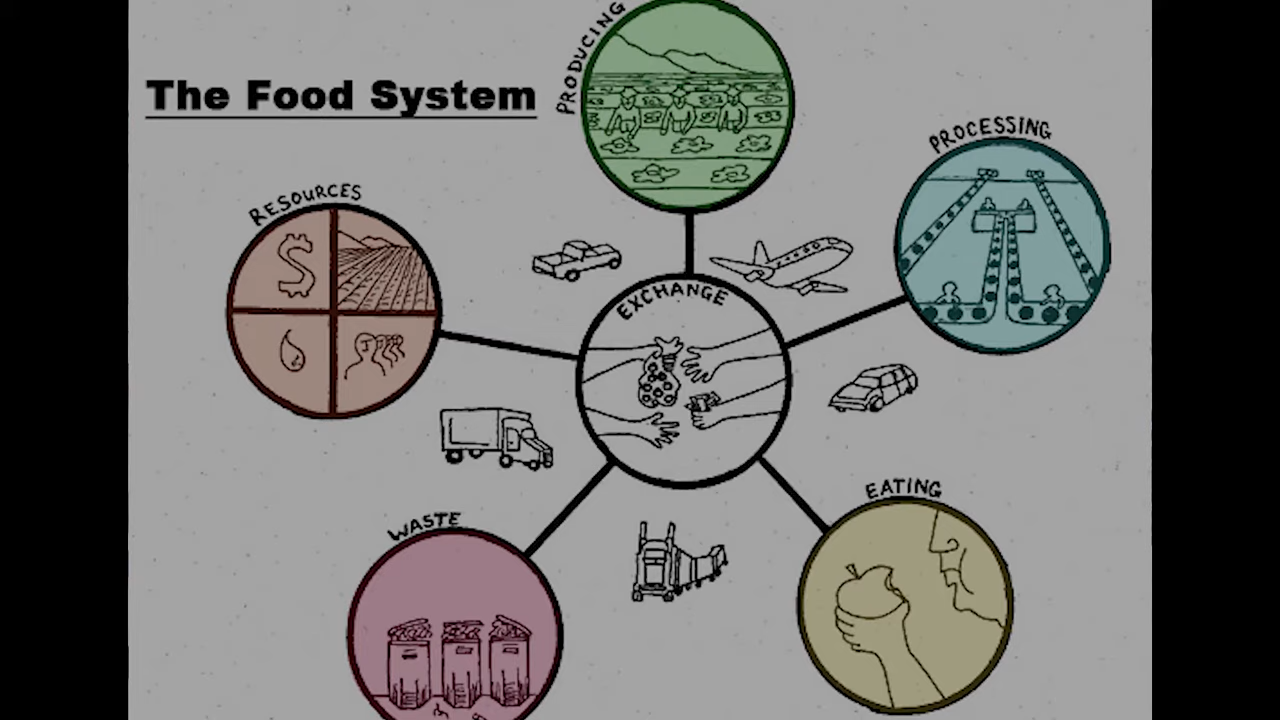 The Food System
PRODUCING
PROCESSING
RESOURCES
EXCHANGE
EATING
WASTE